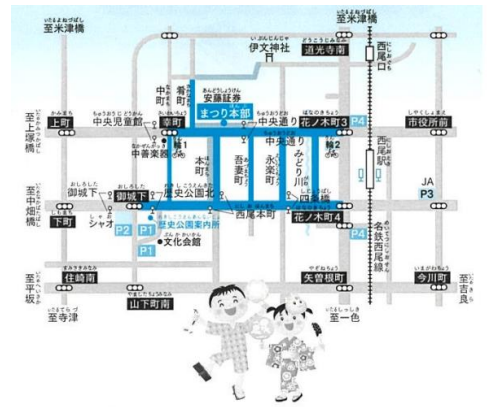 至米津橋
至米津橋
伊文神社
道光寺南
西尾口
中町
肴町
安藤証券
まつり本部
上町
中央児童館
幸町
中央通り
花ノ木町3
P4
市役所前
中善楽器
輪1
中央通り
輪2
至上塚橋
本町
吾妻町
永楽町
みどり川
西尾駅
御城下
御城下
歴史公園北
四条橋
JA
P3
至中畑橋
下町
シャオ
西尾本町
花ノ木町4
P2
P1
歴史公園案内所
P4
P1
文化会館
名鉄西尾線
至平坂
住崎南
山下町南
矢曽根町
今川町
至吉良
至寺津
至一色